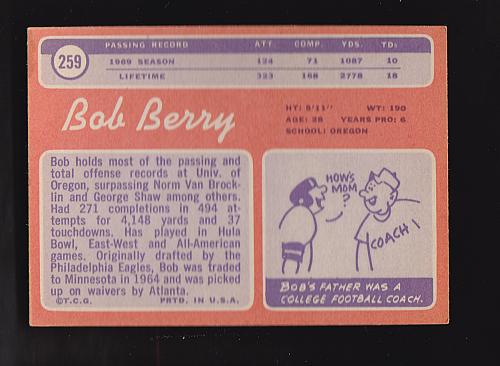 259
PASSING RECORD ATT. COMP. YDS. TDs
1969 SEASON 124 71 1087 10
LIFETIME 323 168 2778 18
Bob Berry
HT: 5'11" WT: 190
AGE: 28 YEARS PRO: 6
SCHOOL: OREGON
Bob holds most of the passing and
total offense records at Univ. of
Oregon, surpassing Norm Van Brock-
lin and George Shaw among others.
Had 271 completions in 494 at-
tempts for 4,148 yards and 37
touchdowns. Has played in Hula
Bowl, East-West and All-American
games. Originally drafted by the
Philadelphia Eagles, Bob was traded
to Minnesota in 1964 and was picked
up on waivers by Atlanta.
©T.C.G. PRTD. IN U.S.A.
HOW'S
MOM
?
COACH
BOB'S FATHER WAS A
COLLEGE FOOTBALL COACH.